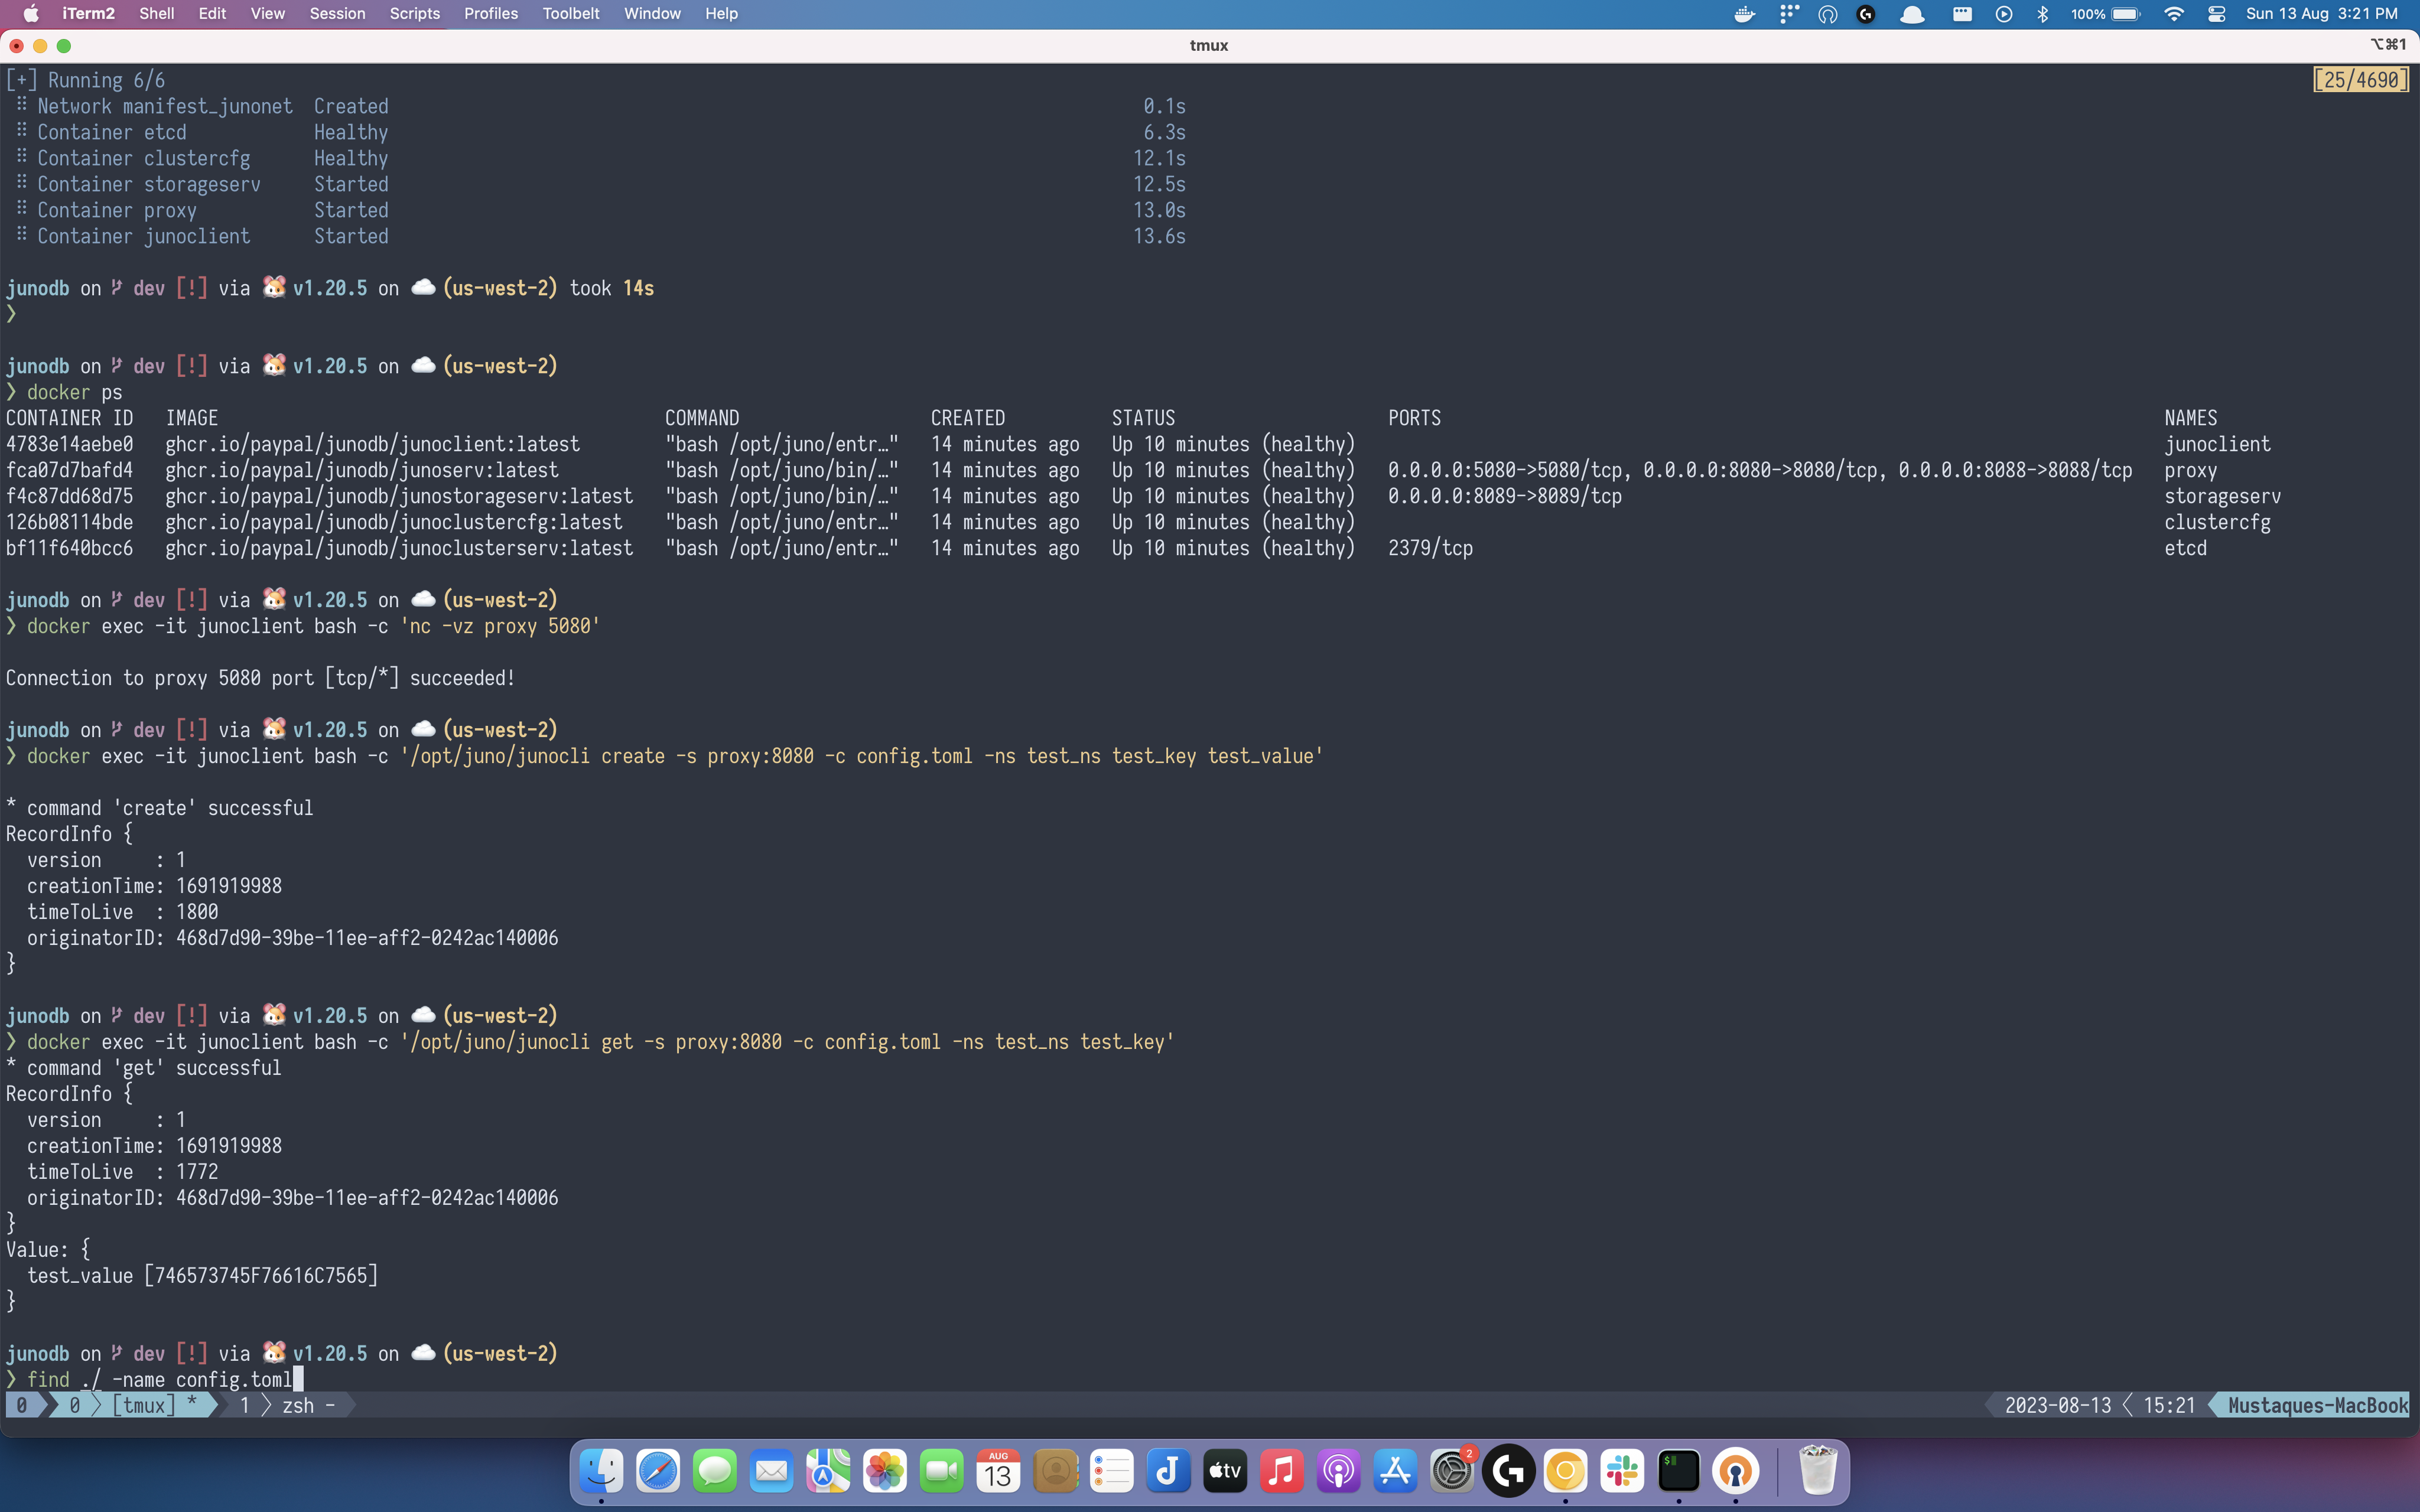 iTerm2 Shell Edit View Session Scripts Profiles Toolbelt Window Help 100% Sun 13 Aug 3:21 PM
tmux ⌥⌘1
[+] Running 6/6 [25/4690]
⠿ Network manifest_junonet Created 0.1s
⠿ Container etcd Healthy 6.3s
⠿ Container clustercfg Healthy 12.1s
⠿ Container storageserv Started 12.5s
⠿ Container proxy Started 13.0s
⠿ Container junoclient Started 13.6s
junodb on dev [!] via 🐹 v1.20.5 on ☁️ (us-west-2) took 14s
❯
junodb on dev [!] via 🐹 v1.20.5 on ☁️ (us-west-2)
❯ docker ps
CONTAINER ID IMAGE COMMAND CREATED STATUS PORTS NAMES
4783e14aebe0 ghcr.io/paypal/junodb/junoclient:latest "bash /opt/juno/entr…" 14 minutes ago Up 10 minutes (healthy) junoclient
fca07d7bafd4 ghcr.io/paypal/junodb/junoserv:latest "bash /opt/juno/bin/…" 14 minutes ago Up 10 minutes (healthy) 0.0.0.0:5080->5080/tcp, 0.0.0.0:8080->8080/tcp, 0.0.0.0:8088->8088/tcp proxy
f4c87dd68d75 ghcr.io/paypal/junodb/junostorageserv:latest "bash /opt/juno/bin/…" 14 minutes ago Up 10 minutes (healthy) 0.0.0.0:8089->8089/tcp storageserv
126b08114bde ghcr.io/paypal/junodb/junoclustercfg:latest "bash /opt/juno/entr…" 14 minutes ago Up 10 minutes (healthy) clustercfg
bf11f640bcc6 ghcr.io/paypal/junodb/junoclusterserv:latest "bash /opt/juno/entr…" 14 minutes ago Up 10 minutes (healthy) 2379/tcp etcd
junodb on dev [!] via 🐹 v1.20.5 on ☁️ (us-west-2)
❯ docker exec -it junoclient bash -c 'nc -vz proxy 5080'
Connection to proxy 5080 port [tcp/*] succeeded!
junodb on dev [!] via 🐹 v1.20.5 on ☁️ (us-west-2)
❯ docker exec -it junoclient bash -c '/opt/juno/junocli create -s proxy:8080 -c config.toml -ns test_ns test_key test_value'
* command 'create' successful
RecordInfo {
version : 1
creationTime: 1691919988
timeToLive : 1800
originatorID: 468d7d90-39be-11ee-aff2-0242ac140006
}
junodb on dev [!] via 🐹 v1.20.5 on ☁️ (us-west-2)
❯ docker exec -it junoclient bash -c '/opt/juno/junocli get -s proxy:8080 -c config.toml -ns test_ns test_key'
* command 'get' successful
RecordInfo {
version : 1
creationTime: 1691919988
timeToLive : 1772
originatorID: 468d7d90-39be-11ee-aff2-0242ac140006
}
Value: {
test_value [746573745F76616C7565]
}
junodb on dev [!] via 🐹 v1.20.5 on ☁️ (us-west-2)
❯ find ./ -name config.toml
0 0 [tmux] * 1 zsh - 2023-08-13 15:21 Mustaques-MacBook
AUG
13
tv
2
$